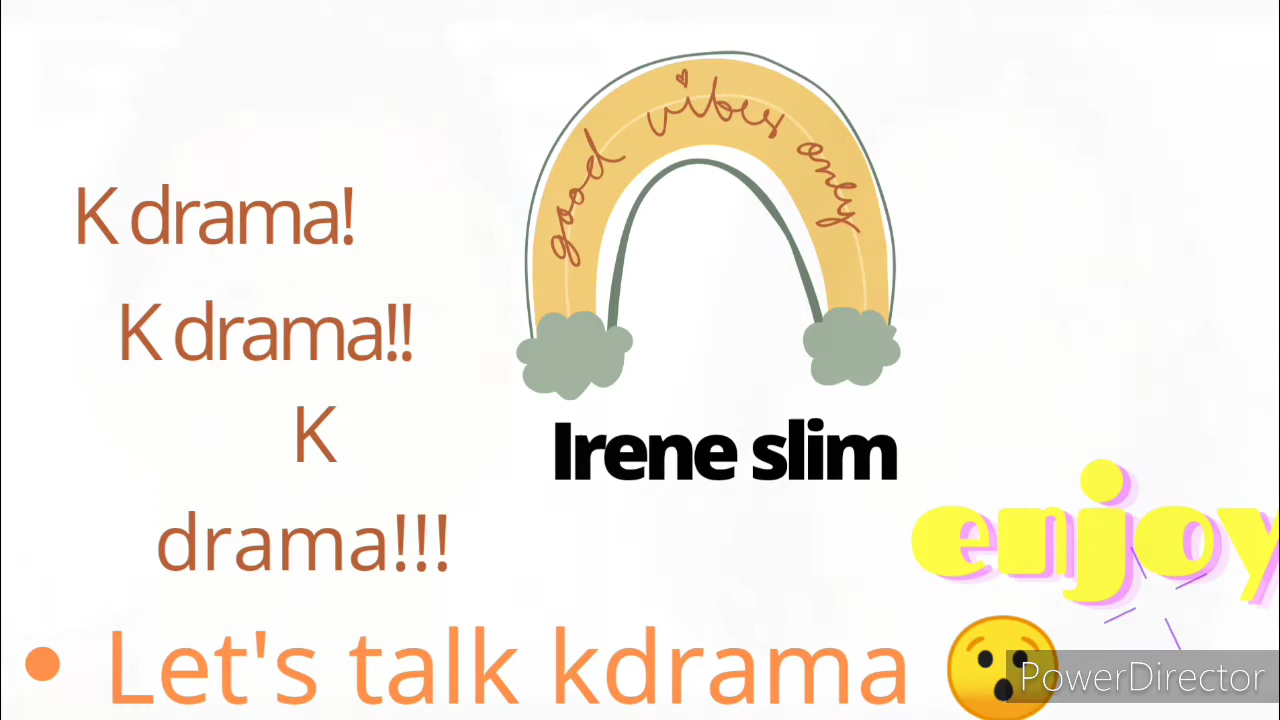 K drama!
K drama!!
K
drama!!!
good vibes only
Irene slim
enjoy
• Let's talk kdrama 😯
PowerDirector